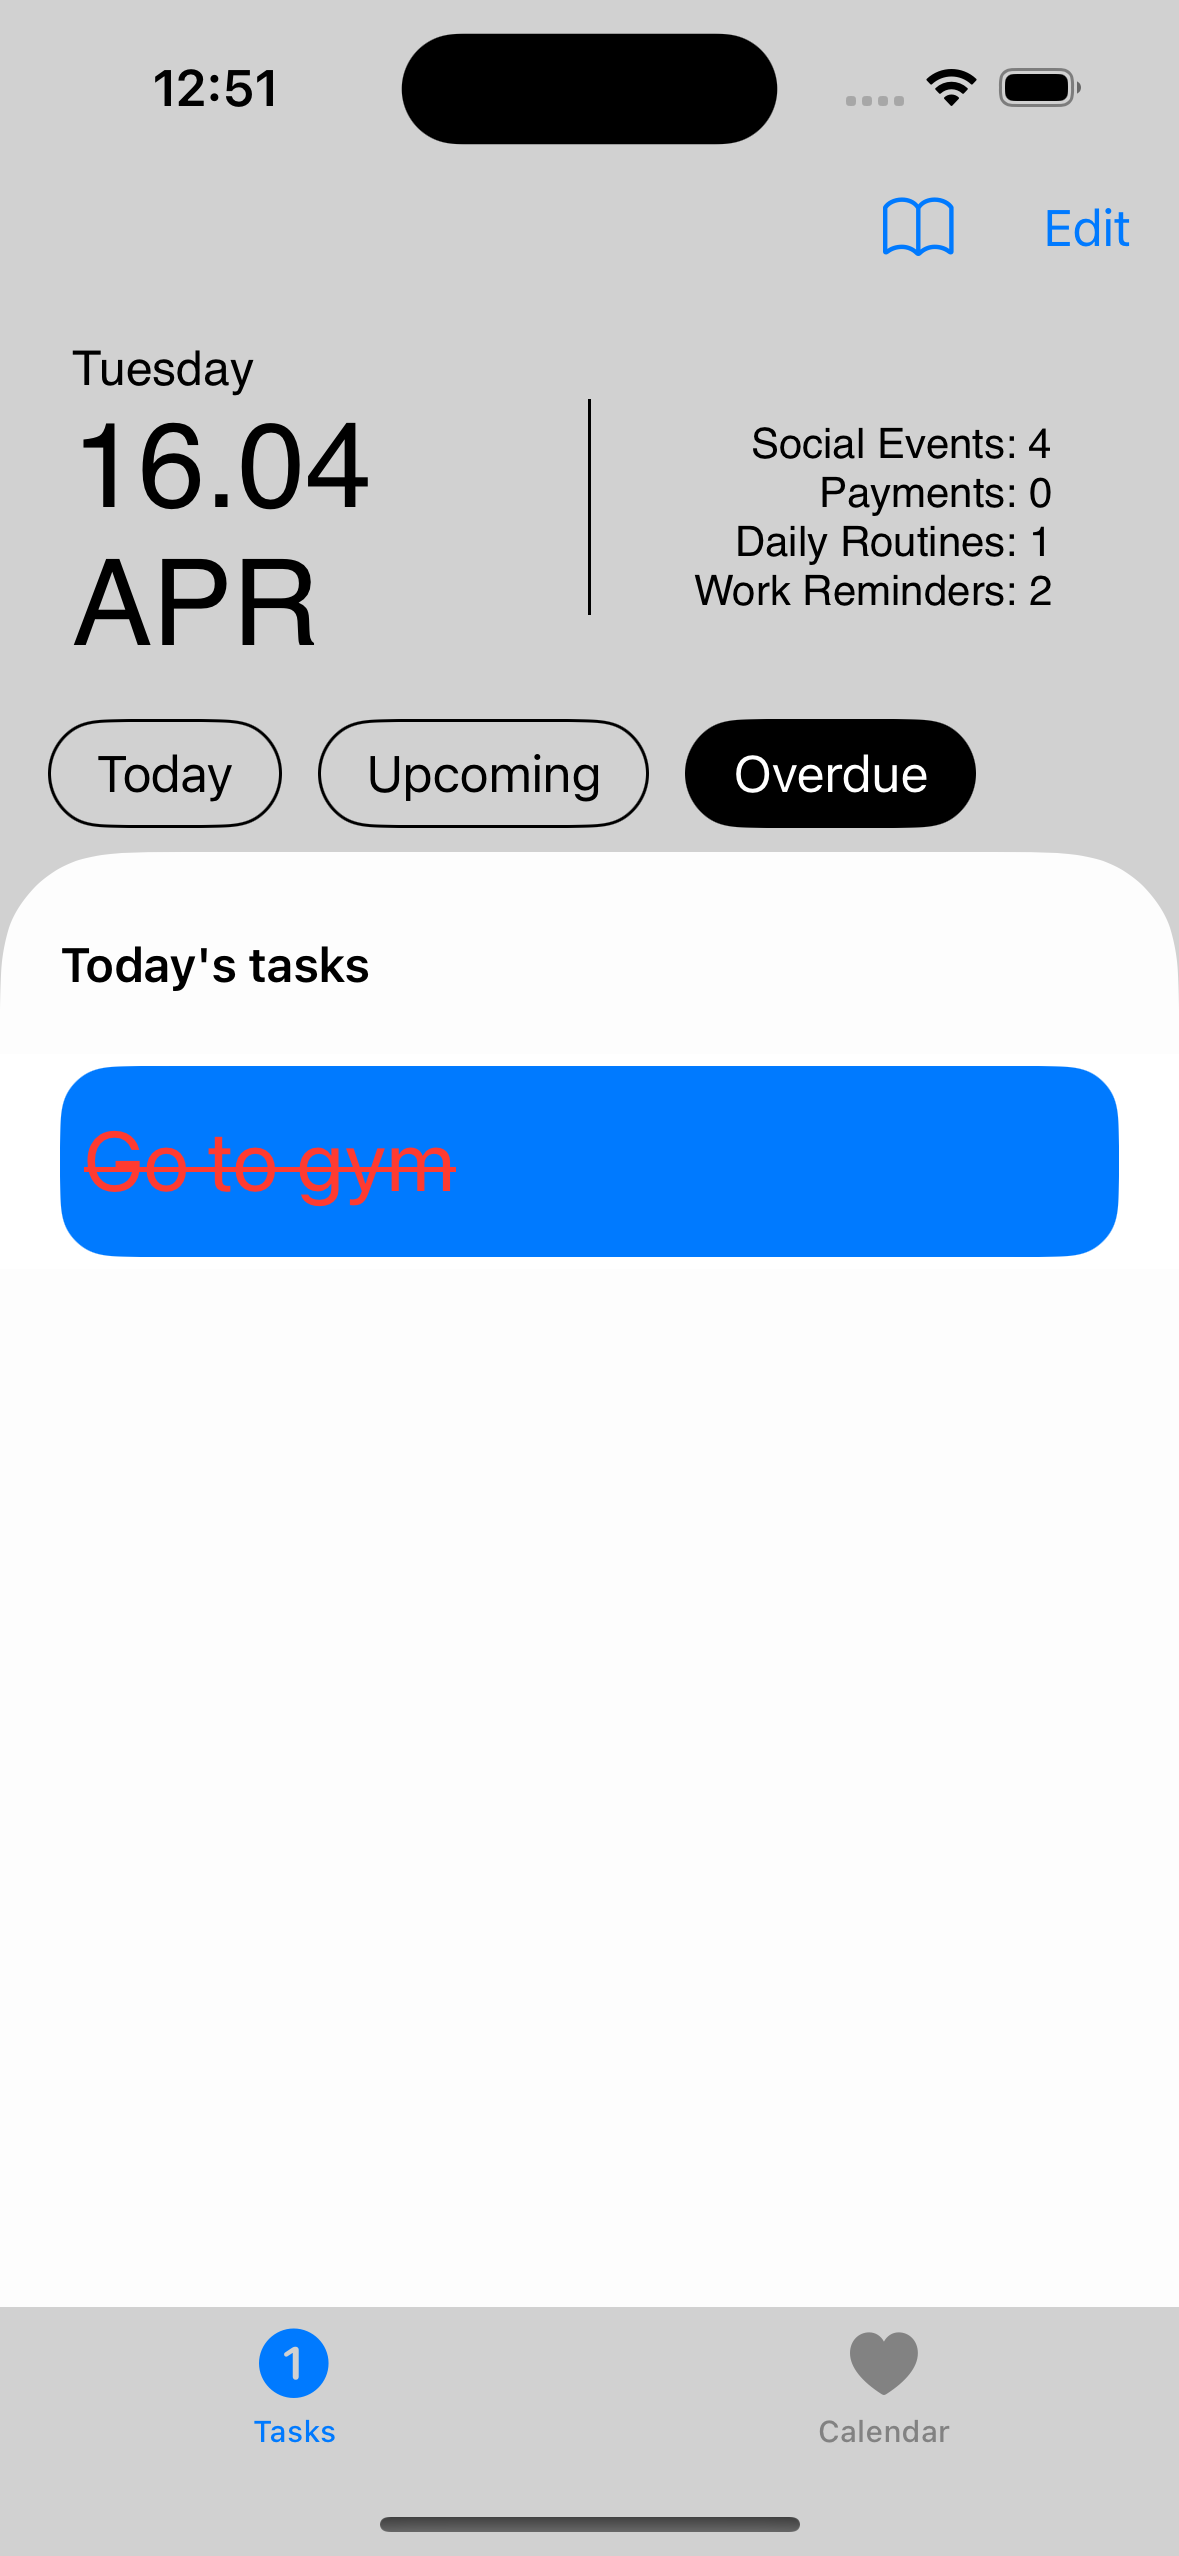 12:51
Edit
Tuesday
16.04
APR
Social Events: 4
Payments: 0
Daily Routines: 1
Work Reminders: 2
Today
Upcoming
Overdue
Today's tasks
Go to gym
1
Tasks
Calendar